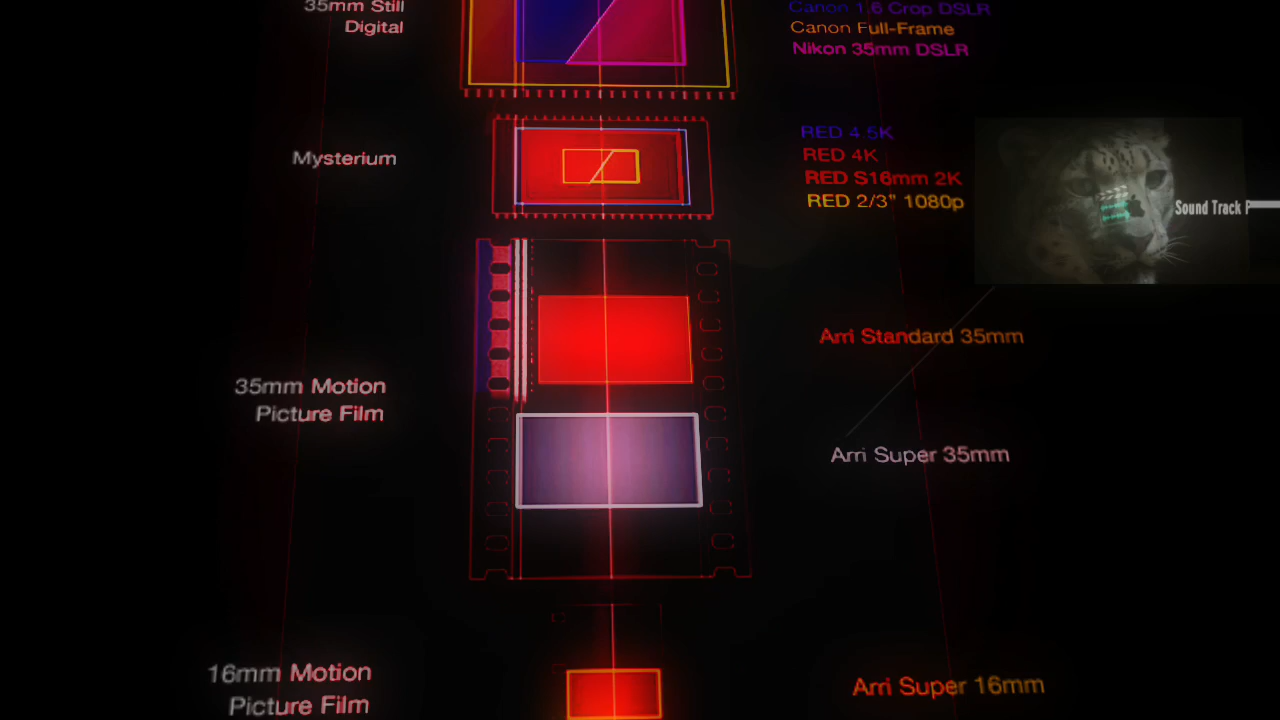 35mm Still
Digital
Canon 1.6 Crop DSLR
Canon Full-Frame
Nikon 35mm DSLR
Mysterium
RED 4.5K
RED 4K
RED S16mm 2K
RED 2/3" 1080p
Sound Track
Arri Standard 35mm
35mm Motion
Picture Film
Arri Super 35mm
16mm Motion
Picture Film
Arri Super 16mm